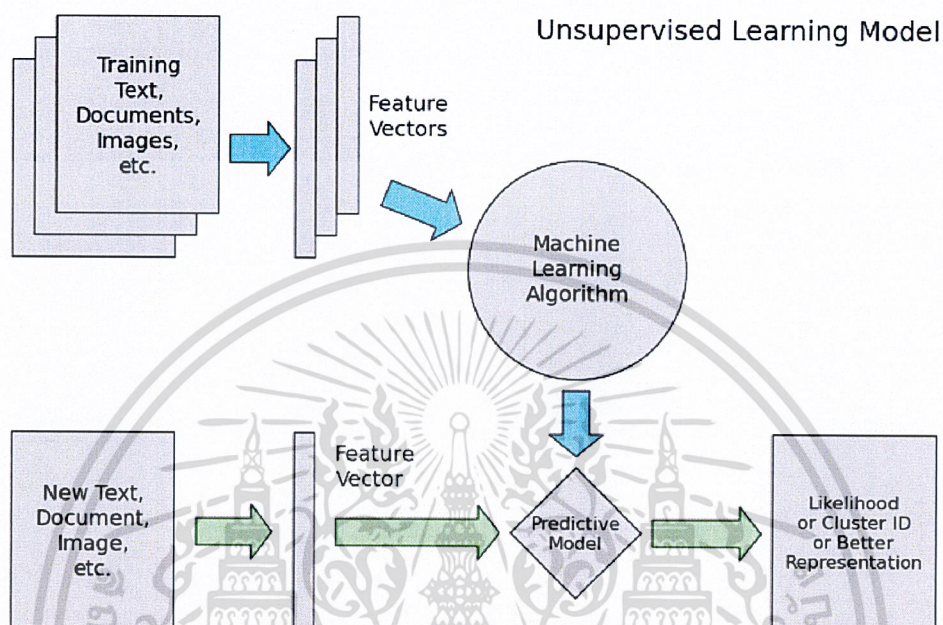 Unsupervised Learning Model
Training
Text,
Documents,
Images,
etc.
Feature
Vectors
Machine
Learning
Algorithm
New Text,
Document,
Image,
etc.
Feature
Vector
Predictive
Model
Likelihood
or Cluster ID
or Better
Representation